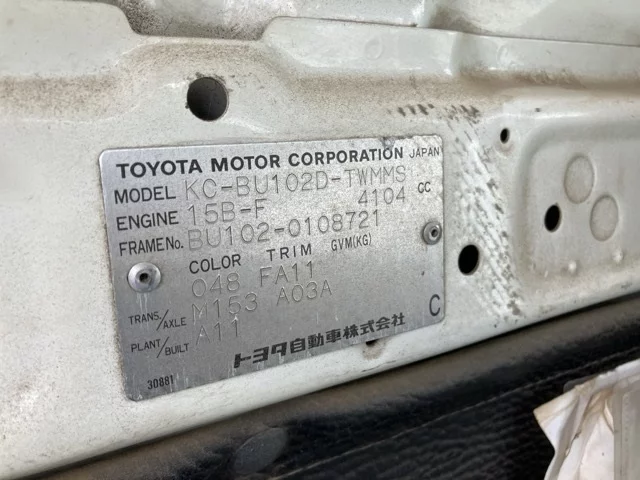 TOYOTA MOTOR CORPORATION JAPAN
MODEL KC-BU102D-TWMMS
ENGINE 15B-F 4104 CC
FRAME No. BU102-0108721
COLOR TRIM GVM(KG)
048 FA11
TRANS./AXLE M153 A03A
PLANT/BUILT A11
C
トヨタ自動車株式会社
30881